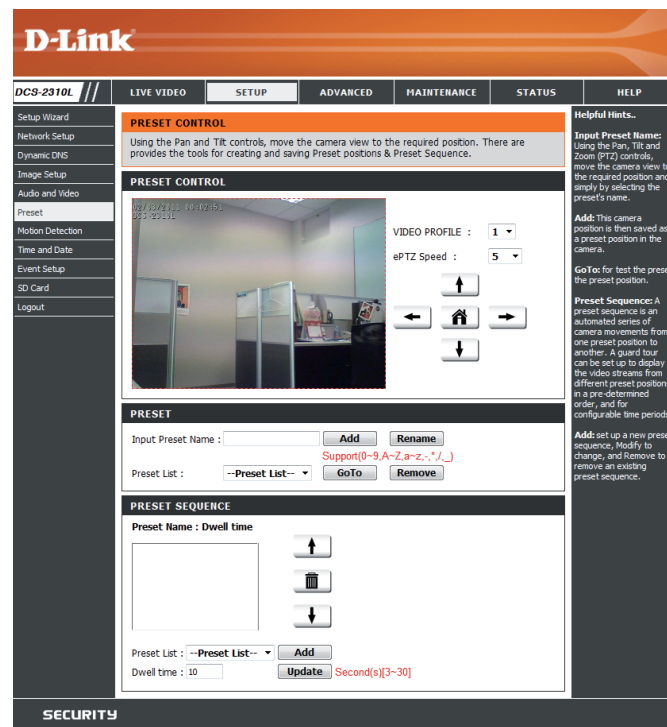 D-Link
DCS-2310L
LIVE VIDEO
SETUP
ADVANCED
MAINTENANCE
STATUS
HELP
Setup Wizard
Network Setup
Dynamic DNS
Image Setup
Audio and Video
Preset
Motion Detection
Time and Date
Event Setup
SD Card
Logout
PRESET CONTROL
Using the Pan and Tilt controls, move the camera view to the required position. There are
provides the tools for creating and saving Preset positions & Preset Sequence.
PRESET CONTROL
DCS-2310L
VIDEO PROFILE :
1
ePTZ Speed :
5
PRESET
Input Preset Name :
Add
Rename
Support(0~9,A~Z,a~z,-,*,/,_)
Preset List :
--Preset List--
GoTo
Remove
PRESET SEQUENCE
Preset Name : Dwell time
Preset List :
--Preset List--
Add
Dwell time :
10
Update
Second(s)[3~30]
Helpful Hints..
Input Preset Name:
Using the Pan, Tilt and
Zoom (PTZ) controls,
move the camera view to
the required position and
simply by selecting the
preset's name.
Add: This camera
position is then saved as
a preset position in the
camera.
GoTo: for test the prese
the preset position.
Preset Sequence: A
preset sequence is an
automated series of
camera movements from
one preset position to
another. A guard tour
can be set up to display
the video streams from
different preset positions
in a pre-determined
order, and for
configurable time periods
Add: set up a new prese
sequence, Modify to
change, and Remove to
remove an existing
preset sequence.
SECURITY